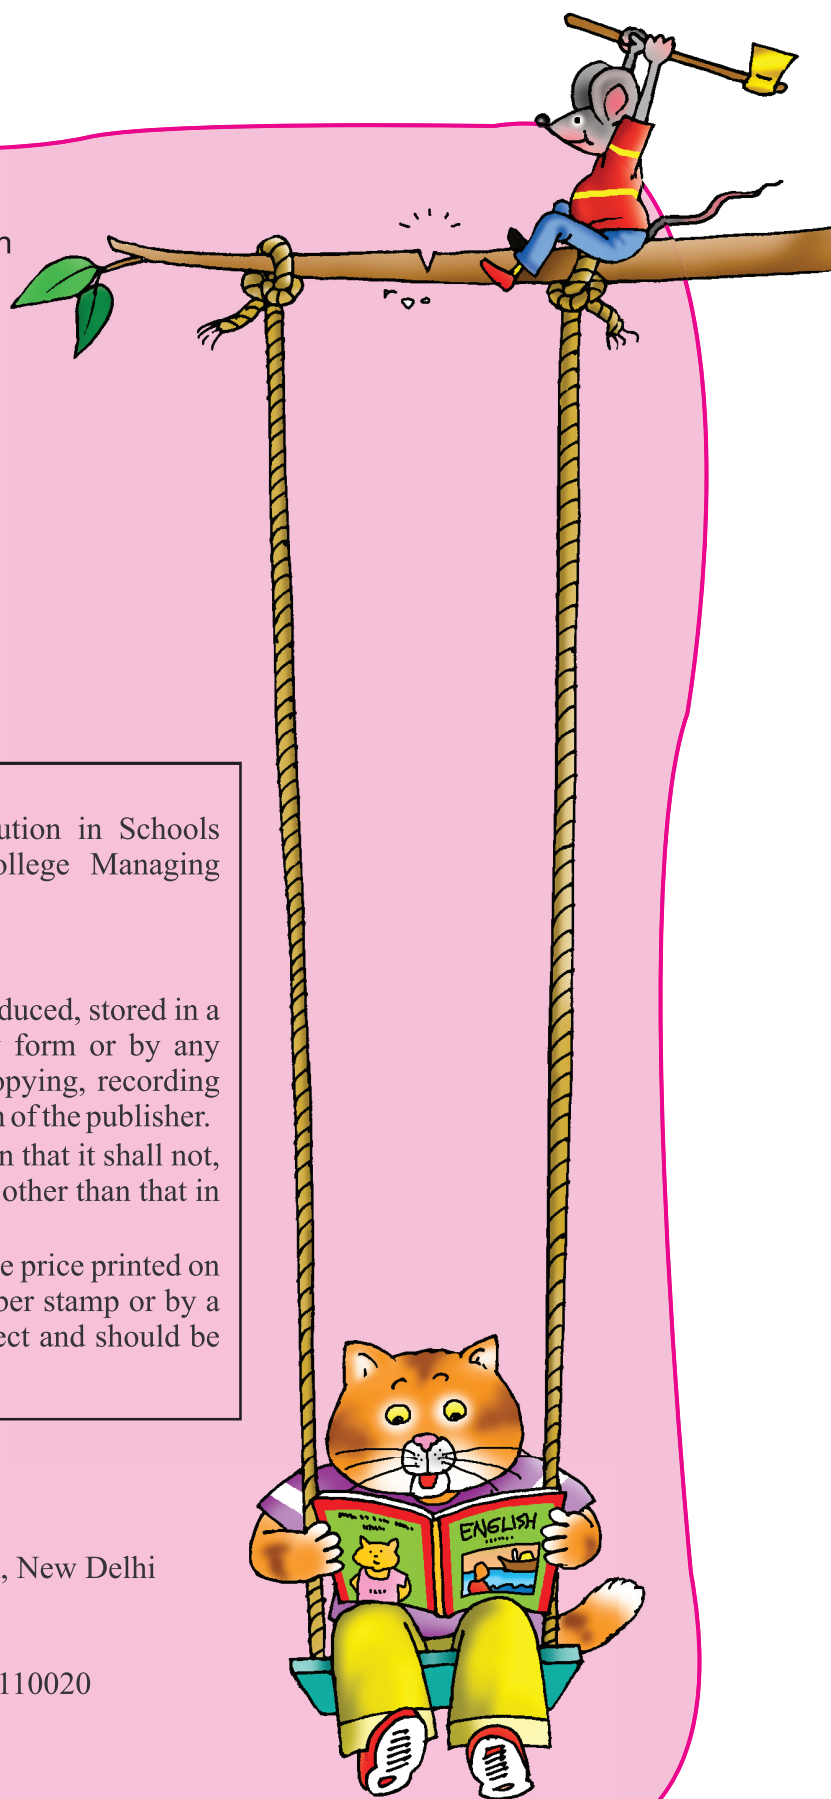 n
ution in Schools
ollege Managing
duced, stored in a
form or by any
opying, recording
n of the publisher.
n that it shall not,
other than that in
e price printed on
ber stamp or by a
ect and should be
ENGLISH
, New Delhi
110020